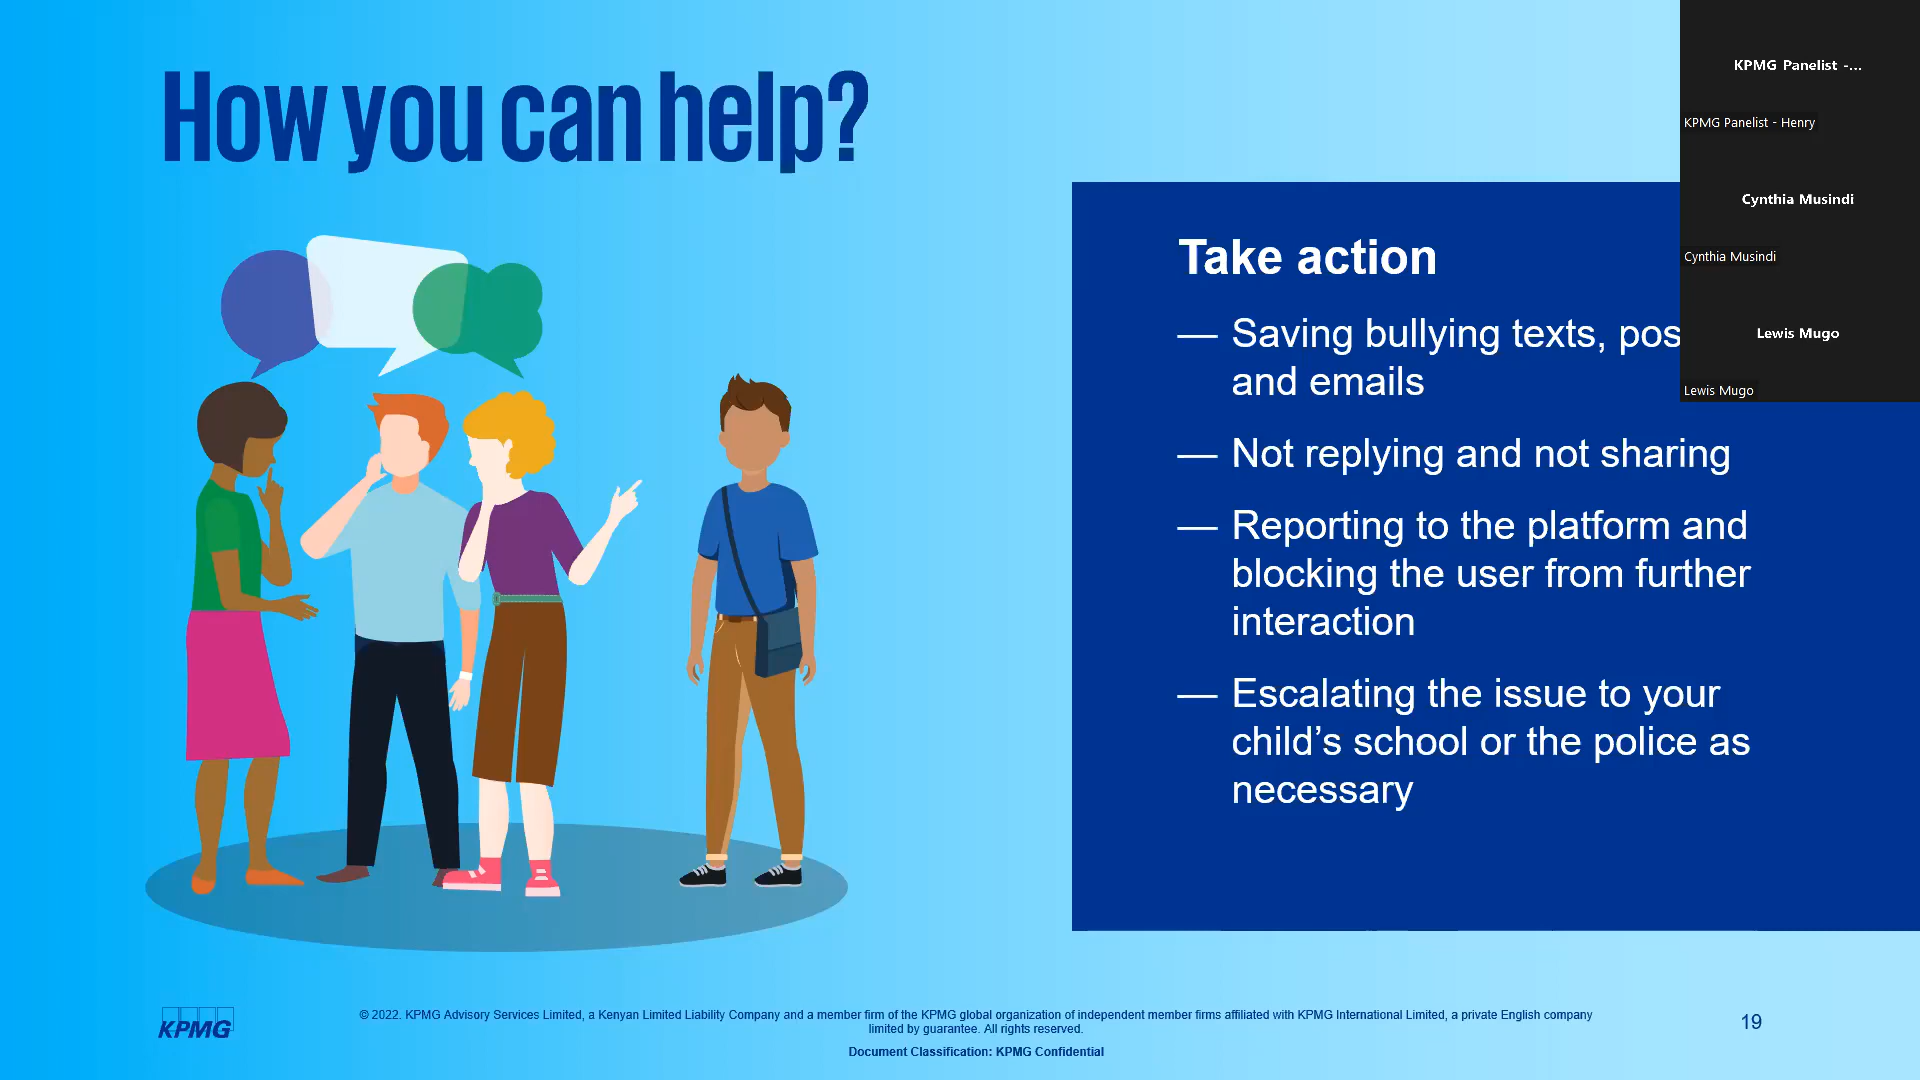 How you can help?
Take action
— Saving bullying texts, pos
and emails
— Not replying and not sharing
— Reporting to the platform and
blocking the user from further
interaction
— Escalating the issue to your
child’s school or the police as
necessary
KPMG Panelist -...
KPMG Panelist - Henry
Cynthia Musindi
Cynthia Musindi
Lewis Mugo
Lewis Mugo
KPMG
© 2022. KPMG Advisory Services Limited, a Kenyan Limited Liability Company and a member firm of the KPMG global organization of independent member firms affiliated with KPMG International Limited, a private English company
limited by guarantee. All rights reserved.
Document Classification: KPMG Confidential
19